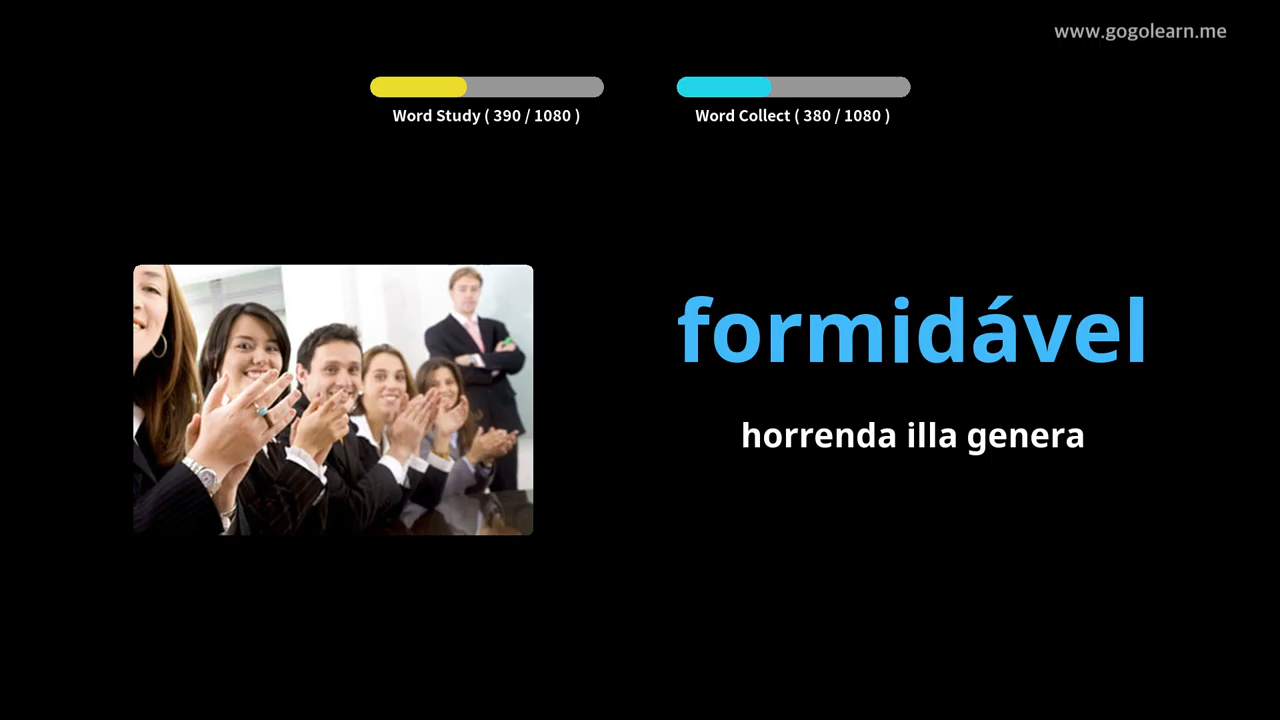 www.gogolearn.me
Word Study ( 390 / 1080 )
Word Collect ( 380 / 1080 )
formidável
horrenda illa genera